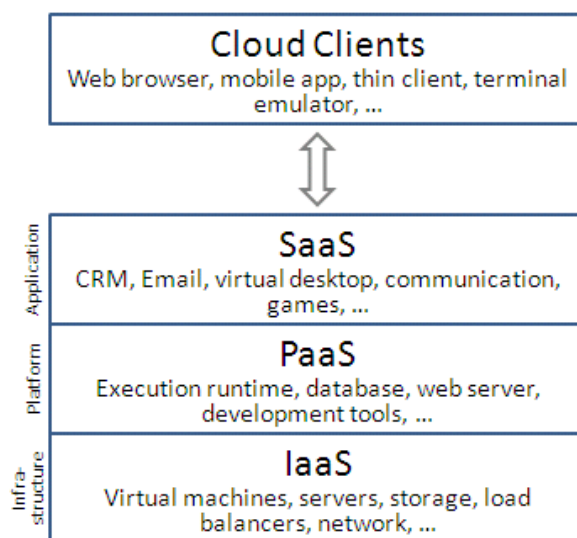 Cloud Clients
Web browser, mobile app, thin client, terminal
emulator, ...
Application
SaaS
CRM, Email, virtual desktop, communication,
games, ...
Platform
PaaS
Execution runtime, database, web server,
development tools, ...
Infra-
structure
IaaS
Virtual machines, servers, storage, load
balancers, network, ...